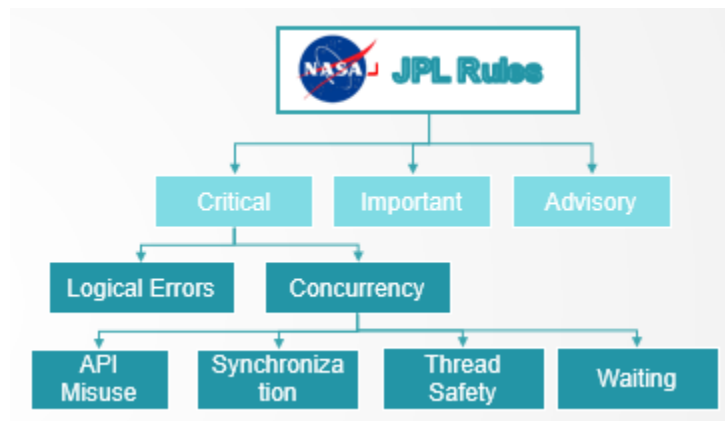 NASA JPL Rules
Critical
Important
Advisory
Logical Errors
Concurrency
API
Misuse
Synchroniza
tion
Thread
Safety
Waiting